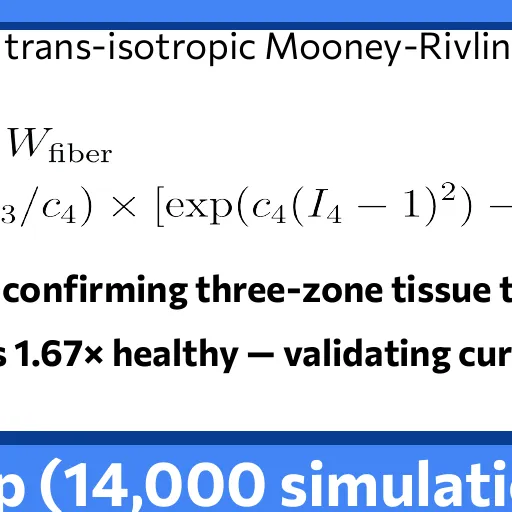 trans-isotropic Mooney-Rivlin
W_fiber
₃/c₄) × [exp(c₄(I₄ − 1)²) −
confirming three-zone tissue t
s 1.67× healthy — validating cur
p (14,000 simulati